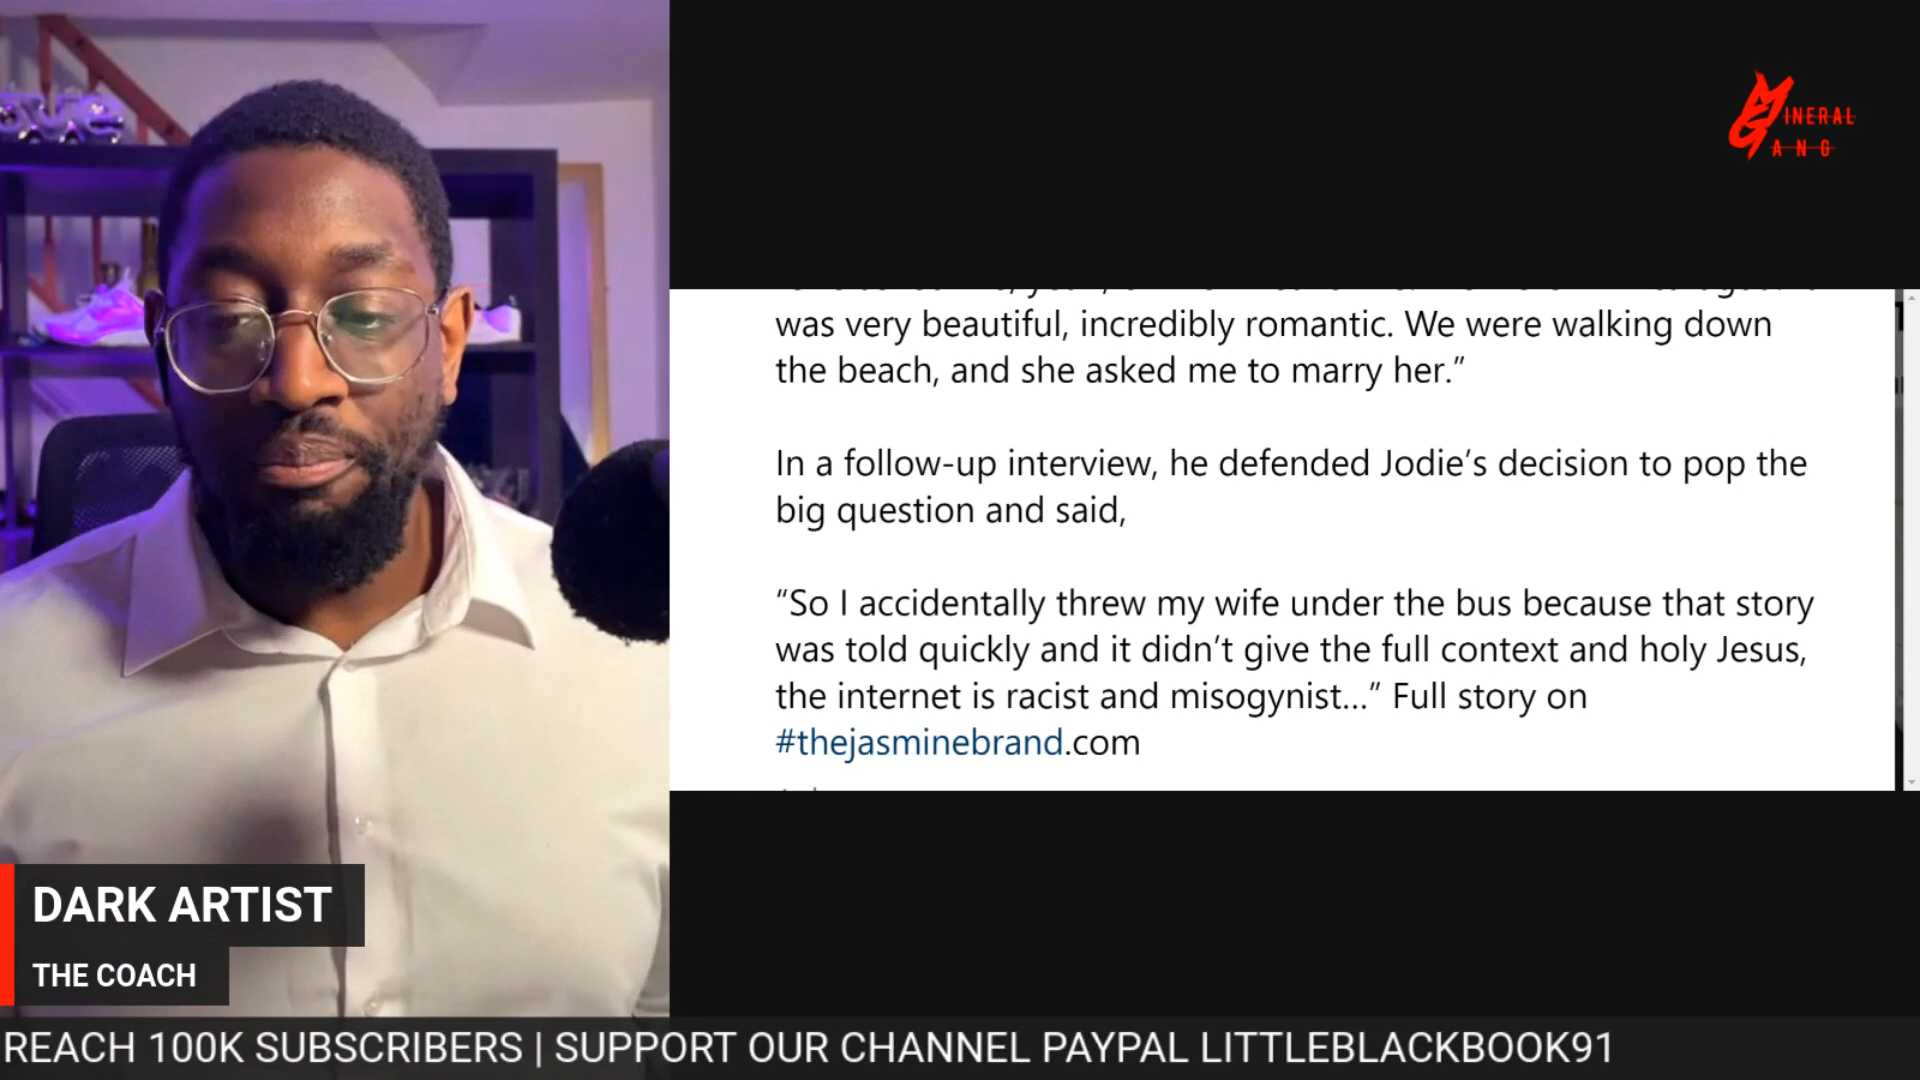 MINERAL
GANG
was very beautiful, incredibly romantic. We were walking down
the beach, and she asked me to marry her.”
In a follow-up interview, he defended Jodie’s decision to pop the
big question and said,
“So I accidentally threw my wife under the bus because that story
was told quickly and it didn’t give the full context and holy Jesus,
the internet is racist and misogynist...” Full story on
#thejasminebrand.com
DARK ARTIST
THE COACH
REACH 100K SUBSCRIBERS | SUPPORT OUR CHANNEL PAYPAL LITTLEBLACKBOOK91